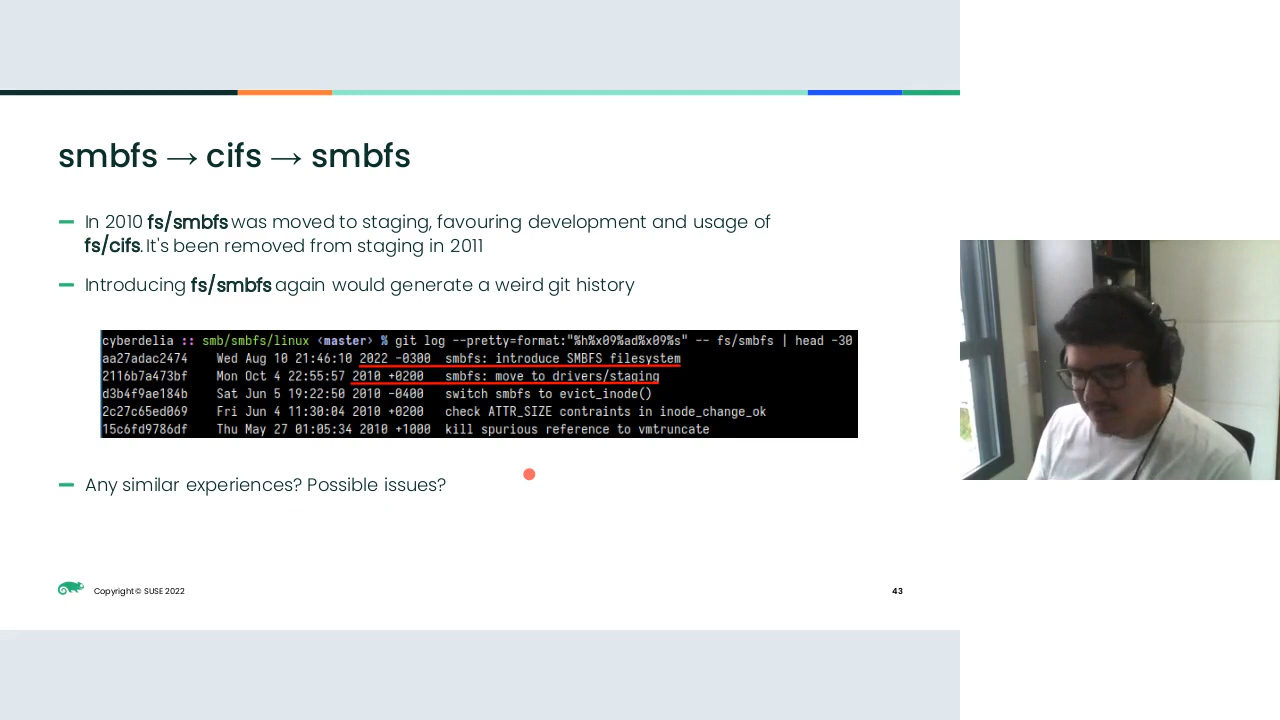 smbfs → cifs → smbfs
In 2010 fs/smbfs was moved to staging, favouring development and usage of
fs/cifs. It's been removed from staging in 2011
Introducing fs/smbfs again would generate a weird git history
cyberdelia :: smb/smbfs/linux ‹master› % git log --pretty=format:"%h%x09%ad%x09%s" -- fs/smbfs | head -30
aa27adac2474 Wed Aug 10 21:46:10 2022 -0300 smbfs: introduce SMBFS filesystem
2116b7a473bf Mon Oct 4 22:55:57 2010 +0200 smbfs: move to drivers/staging
d3b4f9ae184b Sat Jun 5 19:22:50 2010 -0400 switch smbfs to evict_inode()
2c27c65ed069 Fri Jun 4 11:30:04 2010 +0200 check ATTR_SIZE contraints in inode_change_ok
15c6fd9786df Thu May 27 01:05:34 2010 +1000 kill spurious reference to vmtruncate
Any similar experiences? Possible issues?
Copyright © SUSE 2022
43